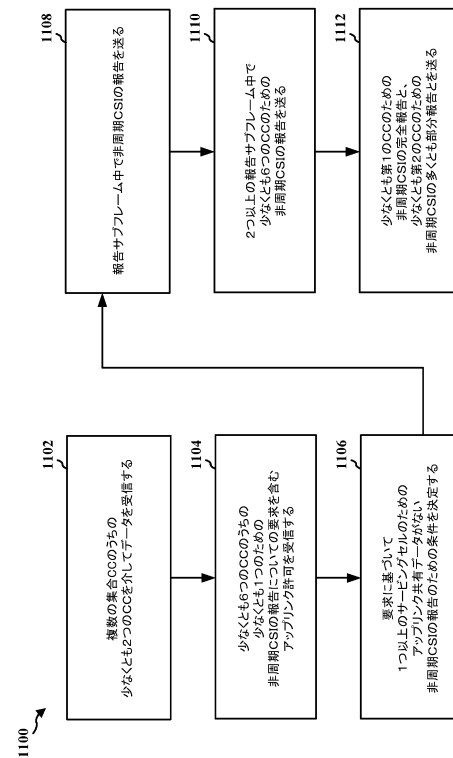 1100
1102
複数の集合CCのうちの
少なくとも2つのCCを介してデータを受信する
1104
少なくとも6つのCCのうちの
少なくとも1つのための
非周期CSIの報告についての要求を含む
アップリンク許可を受信する
1106
要求に基づいて
1つ以上のサービングセルのための
アップリンク共有データがない
非周期CSIの報告のための条件を決定する
1108
報告サブフレーム中で非周期CSIの報告を送る
1110
2つ以上の報告サブフレーム中で
少なくとも6つのCCのための
非周期CSIの報告を送る
1112
少なくとも第1のCCのための
非周期CSIの完全報告と、
少なくとも第2のCCのための
非周期CSIの多くとも部分報告とを送る